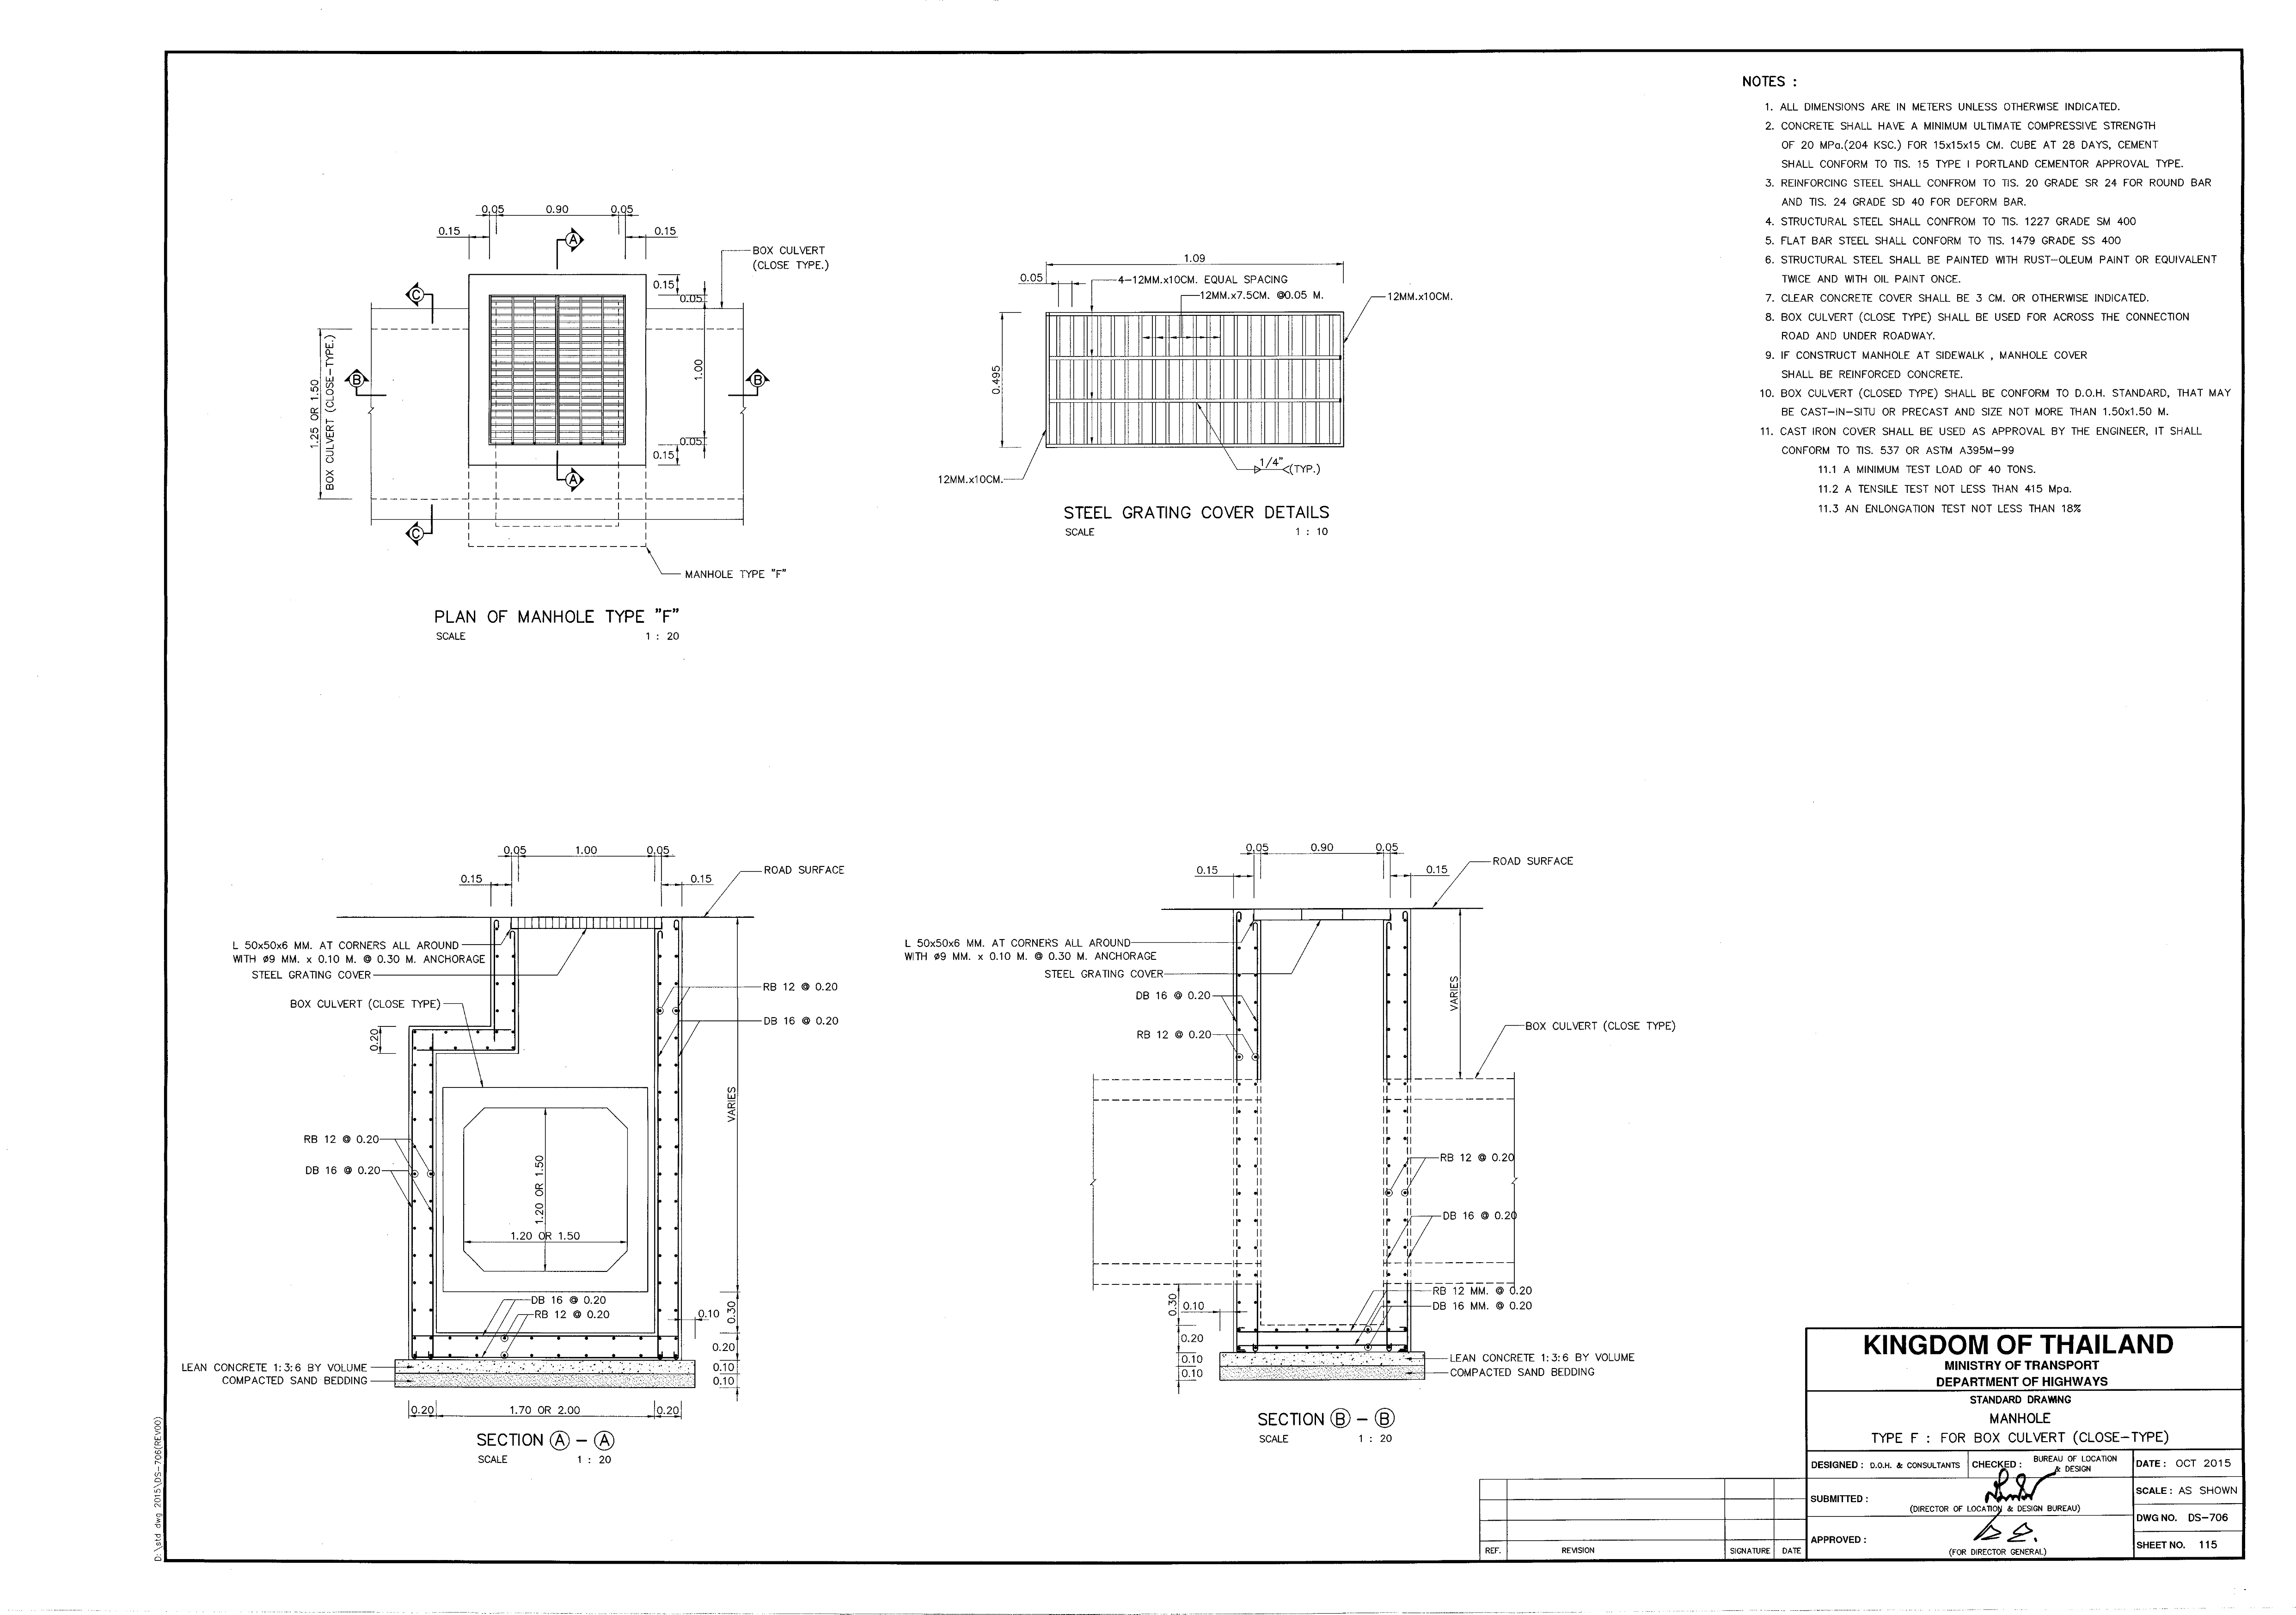 NOTES :
1. ALL DIMENSIONS ARE IN METERS UNLESS OTHERWISE INDICATED.
2. CONCRETE SHALL HAVE A MINIMUM ULTIMATE COMPRESSIVE STRENGTH
OF 20 MPa.(204 KSC.) FOR 15x15x15 CM. CUBE AT 28 DAYS, CEMENT
SHALL CONFORM TO TIS. 15 TYPE I PORTLAND CEMENTOR APPROVAL TYPE.
3. REINFORCING STEEL SHALL CONFROM TO TIS. 20 GRADE SR 24 FOR ROUND BAR
AND TIS. 24 GRADE SD 40 FOR DEFORM BAR.
4. STRUCTURAL STEEL SHALL CONFROM TO TIS. 1227 GRADE SM 400
5. FLAT BAR STEEL SHALL CONFORM TO TIS. 1479 GRADE SS 400
6. STRUCTURAL STEEL SHALL BE PAINTED WITH RUST-OLEUM PAINT OR EQUIVALENT
TWICE AND WITH OIL PAINT ONCE.
7. CLEAR CONCRETE COVER SHALL BE 3 CM. OR OTHERWISE INDICATED.
8. BOX CULVERT (CLOSE TYPE) SHALL BE USED FOR ACROSS THE CONNECTION
ROAD AND UNDER ROADWAY.
9. IF CONSTRUCT MANHOLE AT SIDEWALK , MANHOLE COVER
SHALL BE REINFORCED CONCRETE.
10. BOX CULVERT (CLOSED TYPE) SHALL BE CONFORM TO D.O.H. STANDARD, THAT MAY
BE CAST-IN-SITU OR PRECAST AND SIZE NOT MORE THAN 1.50x1.50 M.
11. CAST IRON COVER SHALL BE USED AS APPROVAL BY THE ENGINEER, IT SHALL
CONFORM TO TIS. 537 OR ASTM A395M-99
11.1 A MINIMUM TEST LOAD OF 40 TONS.
11.2 A TENSILE TEST NOT LESS THAN 415 Mpa.
11.3 AN ENLONGATION TEST NOT LESS THAN 18%
0.05 0.90 0.05
0.15 A 0.15
BOX CULVERT
(CLOSE TYPE.)
0.15
C
0.05
1.25 OR 1.50
BOX CULVERT (CLOSE-TYPE.)
B
1.00
B
0.05
0.15
A
C
MANHOLE TYPE "F"
PLAN OF MANHOLE TYPE "F"
SCALE 1 : 20
1.09
0.05
4-12MM.x10CM. EQUAL SPACING
12MM.x7.5CM. @0.05 M.
12MM.x10CM.
0.495
1/4"
(TYP.)
12MM.x10CM.
STEEL GRATING COVER DETAILS
SCALE 1 : 10
0.05 1.00 0.05
0.15 0.15
ROAD SURFACE
L 50x50x6 MM. AT CORNERS ALL AROUND
WITH ø9 MM. x 0.10 M. @ 0.30 M. ANCHORAGE
STEEL GRATING COVER
RB 12 @ 0.20
BOX CULVERT (CLOSE TYPE)
DB 16 @ 0.20
0.20
VARIES
RB 12 @ 0.20
DB 16 @ 0.20
1.20 OR 1.50
1.20 OR 1.50
DB 16 @ 0.20
RB 12 @ 0.20
0.10
0.30
0.20
LEAN CONCRETE 1:3:6 BY VOLUME
0.10
COMPACTED SAND BEDDING
0.10
0.20 1.70 OR 2.00 0.20
SECTION A - A
SCALE 1 : 20
0.05 0.90 0.05
0.15 0.15
ROAD SURFACE
L 50x50x6 MM. AT CORNERS ALL AROUND
WITH ø9 MM. x 0.10 M. @ 0.30 M. ANCHORAGE
STEEL GRATING COVER
DB 16 @ 0.20
VARIES
RB 12 @ 0.20
BOX CULVERT (CLOSE TYPE)
RB 12 @ 0.20
DB 16 @ 0.20
RB 12 MM. @ 0.20
DB 16 MM. @ 0.20
0.30
0.10
0.20
0.10
0.10
LEAN CONCRETE 1:3:6 BY VOLUME
COMPACTED SAND BEDDING
SECTION B - B
SCALE 1 : 20
D:\std dwg 2015\DS-706(REV00)
REF. REVISION SIGNATURE DATE
KINGDOM OF THAILAND
MINISTRY OF TRANSPORT
DEPARTMENT OF HIGHWAYS
STANDARD DRAWING
MANHOLE
TYPE F : FOR BOX CULVERT (CLOSE-TYPE)
DESIGNED : D.O.H. & CONSULTANTS
CHECKED : BUREAU OF LOCATION
& DESIGN
DATE : OCT 2015
SUBMITTED :
(DIRECTOR OF LOCATION & DESIGN BUREAU)
SCALE : AS SHOWN
DWG NO. DS-706
APPROVED :
(FOR DIRECTOR GENERAL)
SHEET NO. 115